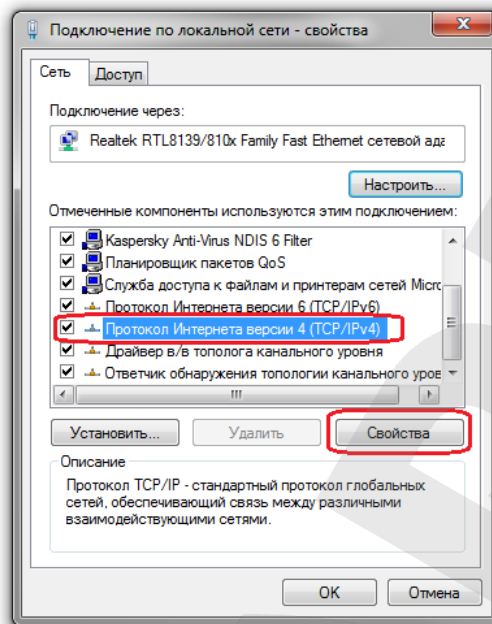 Подключение по локальной сети - свойства
Сеть Доступ
Подключение через:
Realtek RTL8139/810x Family Fast Ethernet сетевой ада
Настроить...
Отмеченные компоненты используются этим подключением:
Kaspersky Anti-Virus NDIS 6 Filter
Планировщик пакетов QoS
Служба доступа к файлам и принтерам сетей Micro
Протокол Интернета версии 6 (TCP/IPv6)
Протокол Интернета версии 4 (TCP/IPv4)
Драйвер в/в тополога канального уровня
Ответчик обнаружения топологии канального уров
Установить... Удалить Свойства
Описание
Протокол TCP/IP - стандартный протокол глобальных
сетей, обеспечивающий связь между различными
взаимодействующими сетями.
OK Отмена